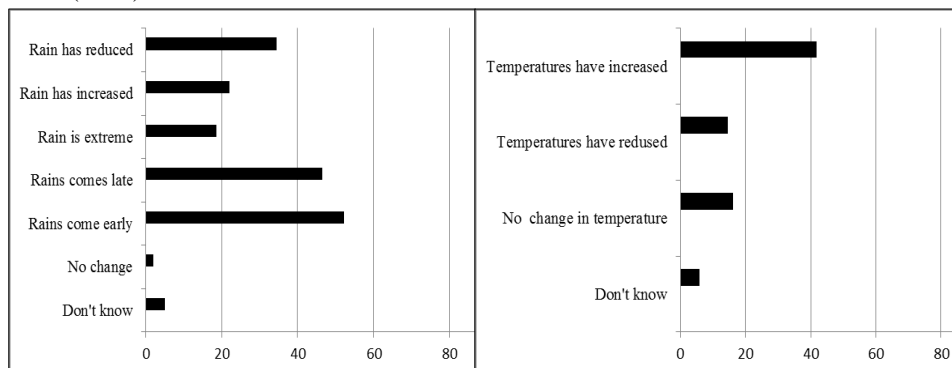 Rain has reduced
Rain has increased
Rain is extreme
Rains comes late
Rains come early
No change
Don't know
0 20 40 60 80
Temperatures have increased
Temperatures have redused
No change in temperature
Don't know
0 20 40 60 80